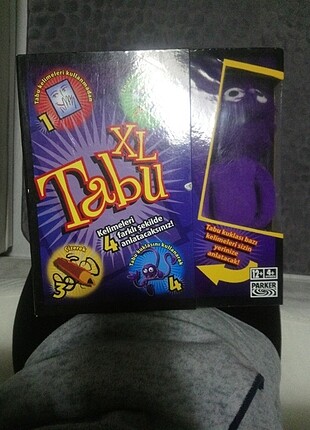 Tabu kelimeleri kullanmadan
1
XL
Tabu
Kelimeleri
4 farklı şekilde
anlatacaksınız!
Çizerek
3
Tabu kuklasını kullanarak
4
Tabu kuklası bazı
kelimeleri sizin
yerinize
anlatacak!
12+
4+
PARKER